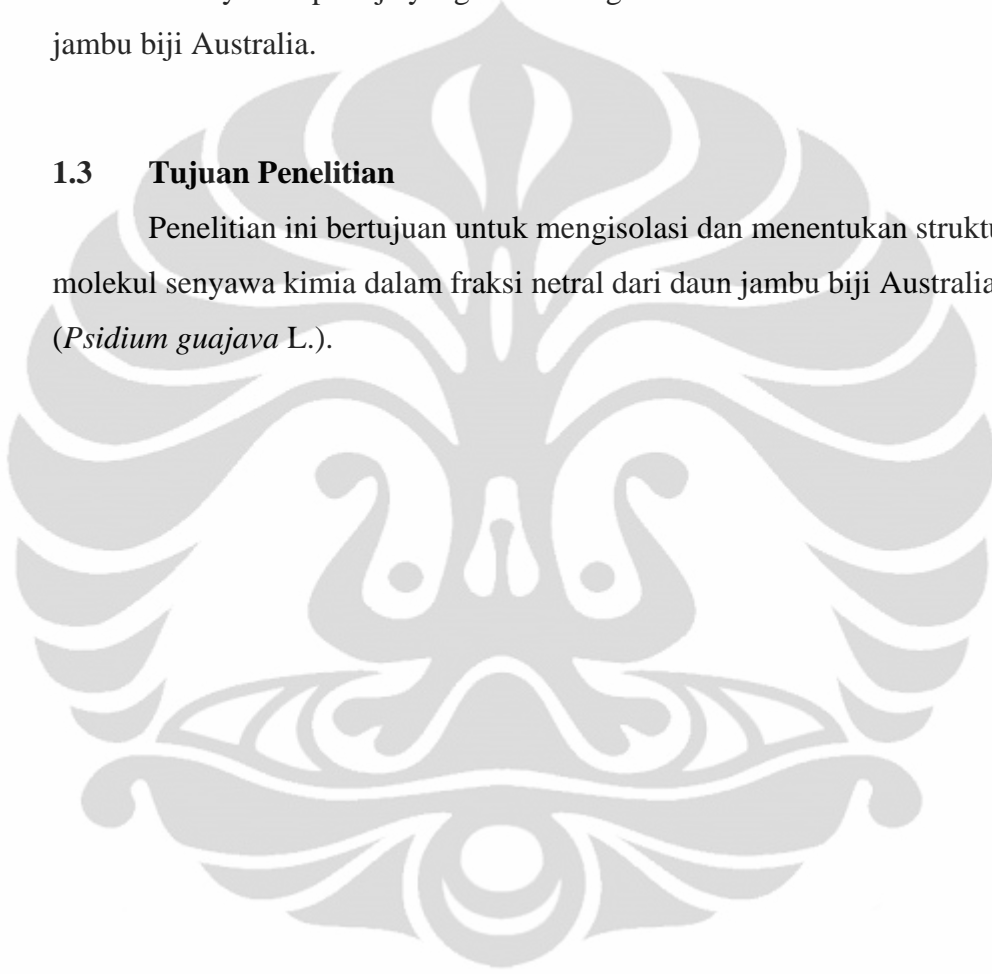 jambu biji Australia.
1.3 Tujuan Penelitian
Penelitian ini bertujuan untuk mengisolasi dan menentukan struktu
molekul senyawa kimia dalam fraksi netral dari daun jambu biji Australia
(Psidium guajava L.).